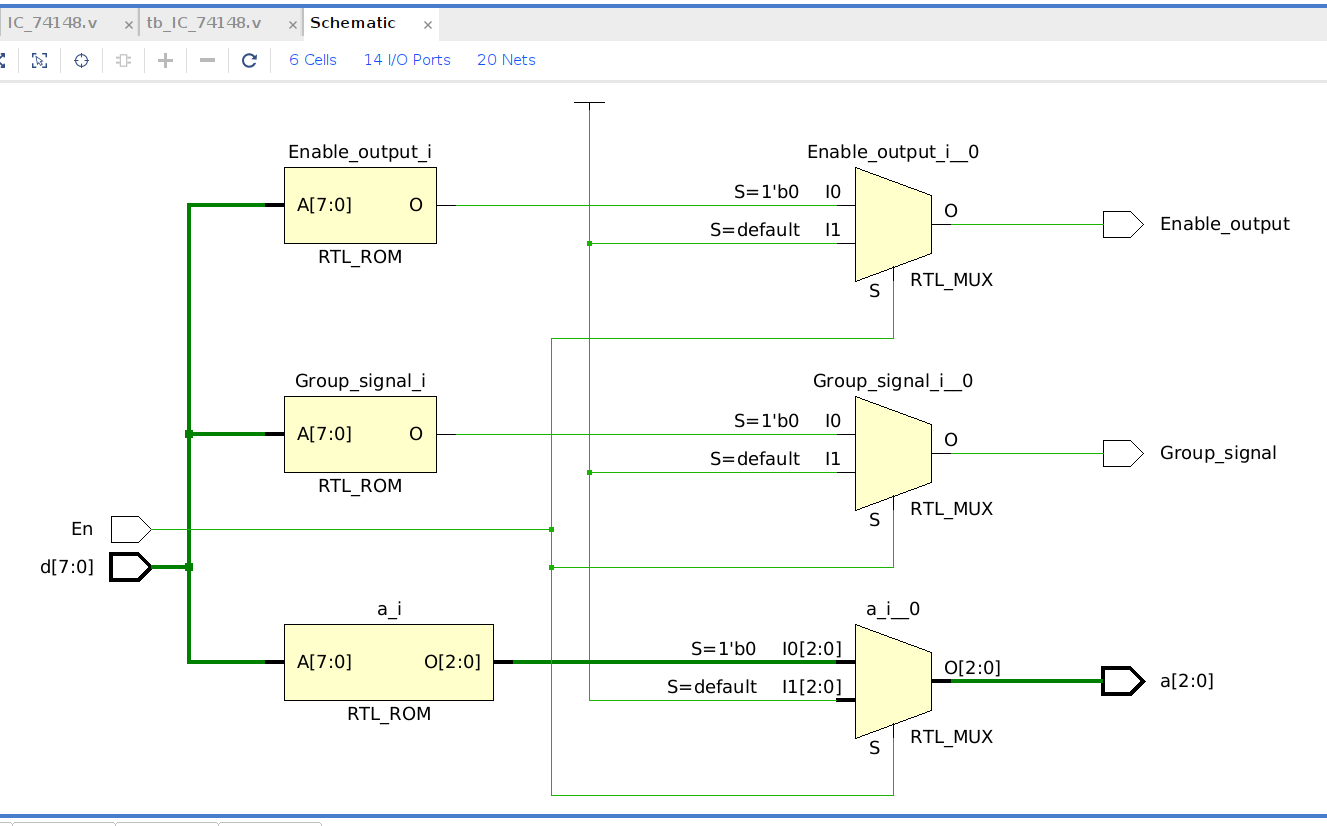 IC_74148.v × tb_IC_74148.v × Schematic ×
6 Cells 14 I/O Ports 20 Nets
Enable_output_i Enable_output_i__0
S=1'b0 I0
A[7:0] O O
S=default I1 Enable_output
RTL_ROM RTL_MUX
S
Group_signal_i Group_signal_i__0
S=1'b0 I0
A[7:0] O O
S=default I1 Group_signal
RTL_ROM RTL_MUX
S
En
d[7:0]
a_i a_i__0
S=1'b0 I0[2:0]
A[7:0] O[2:0] O[2:0]
S=default I1[2:0] a[2:0]
RTL_ROM RTL_MUX
S